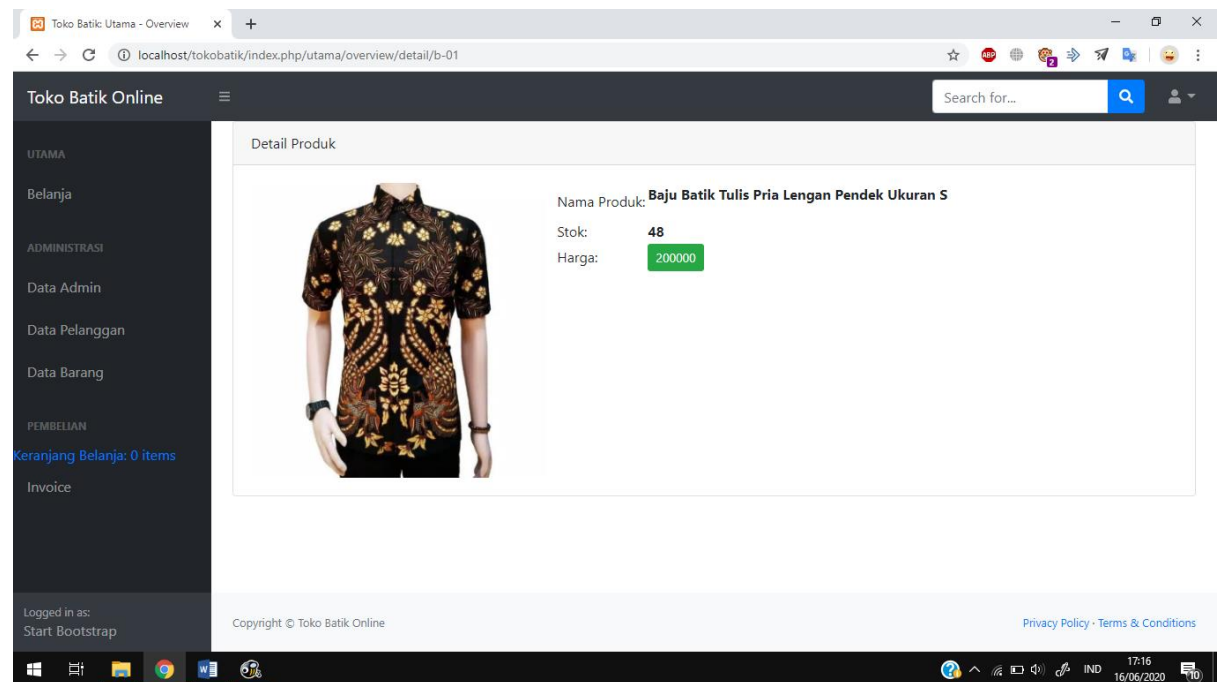 Toko Batik: Utama - Overview
localhost/tokobatik/index.php/utama/overview/detail/b-01
ABP
2
Toko Batik Online
Search for...
UTAMA
Belanja
ADMINISTRASI
Data Admin
Data Pelanggan
Data Barang
PEMBELIAN
Keranjang Belanja: 0 items
Invoice
Logged in as:
Start Bootstrap
Detail Produk
Nama Produk: Baju Batik Tulis Pria Lengan Pendek Ukuran S
Stok: 48
Harga: 200000
Copyright © Toko Batik Online
Privacy Policy · Terms & Conditions
IND
17:16
16/06/2020
10